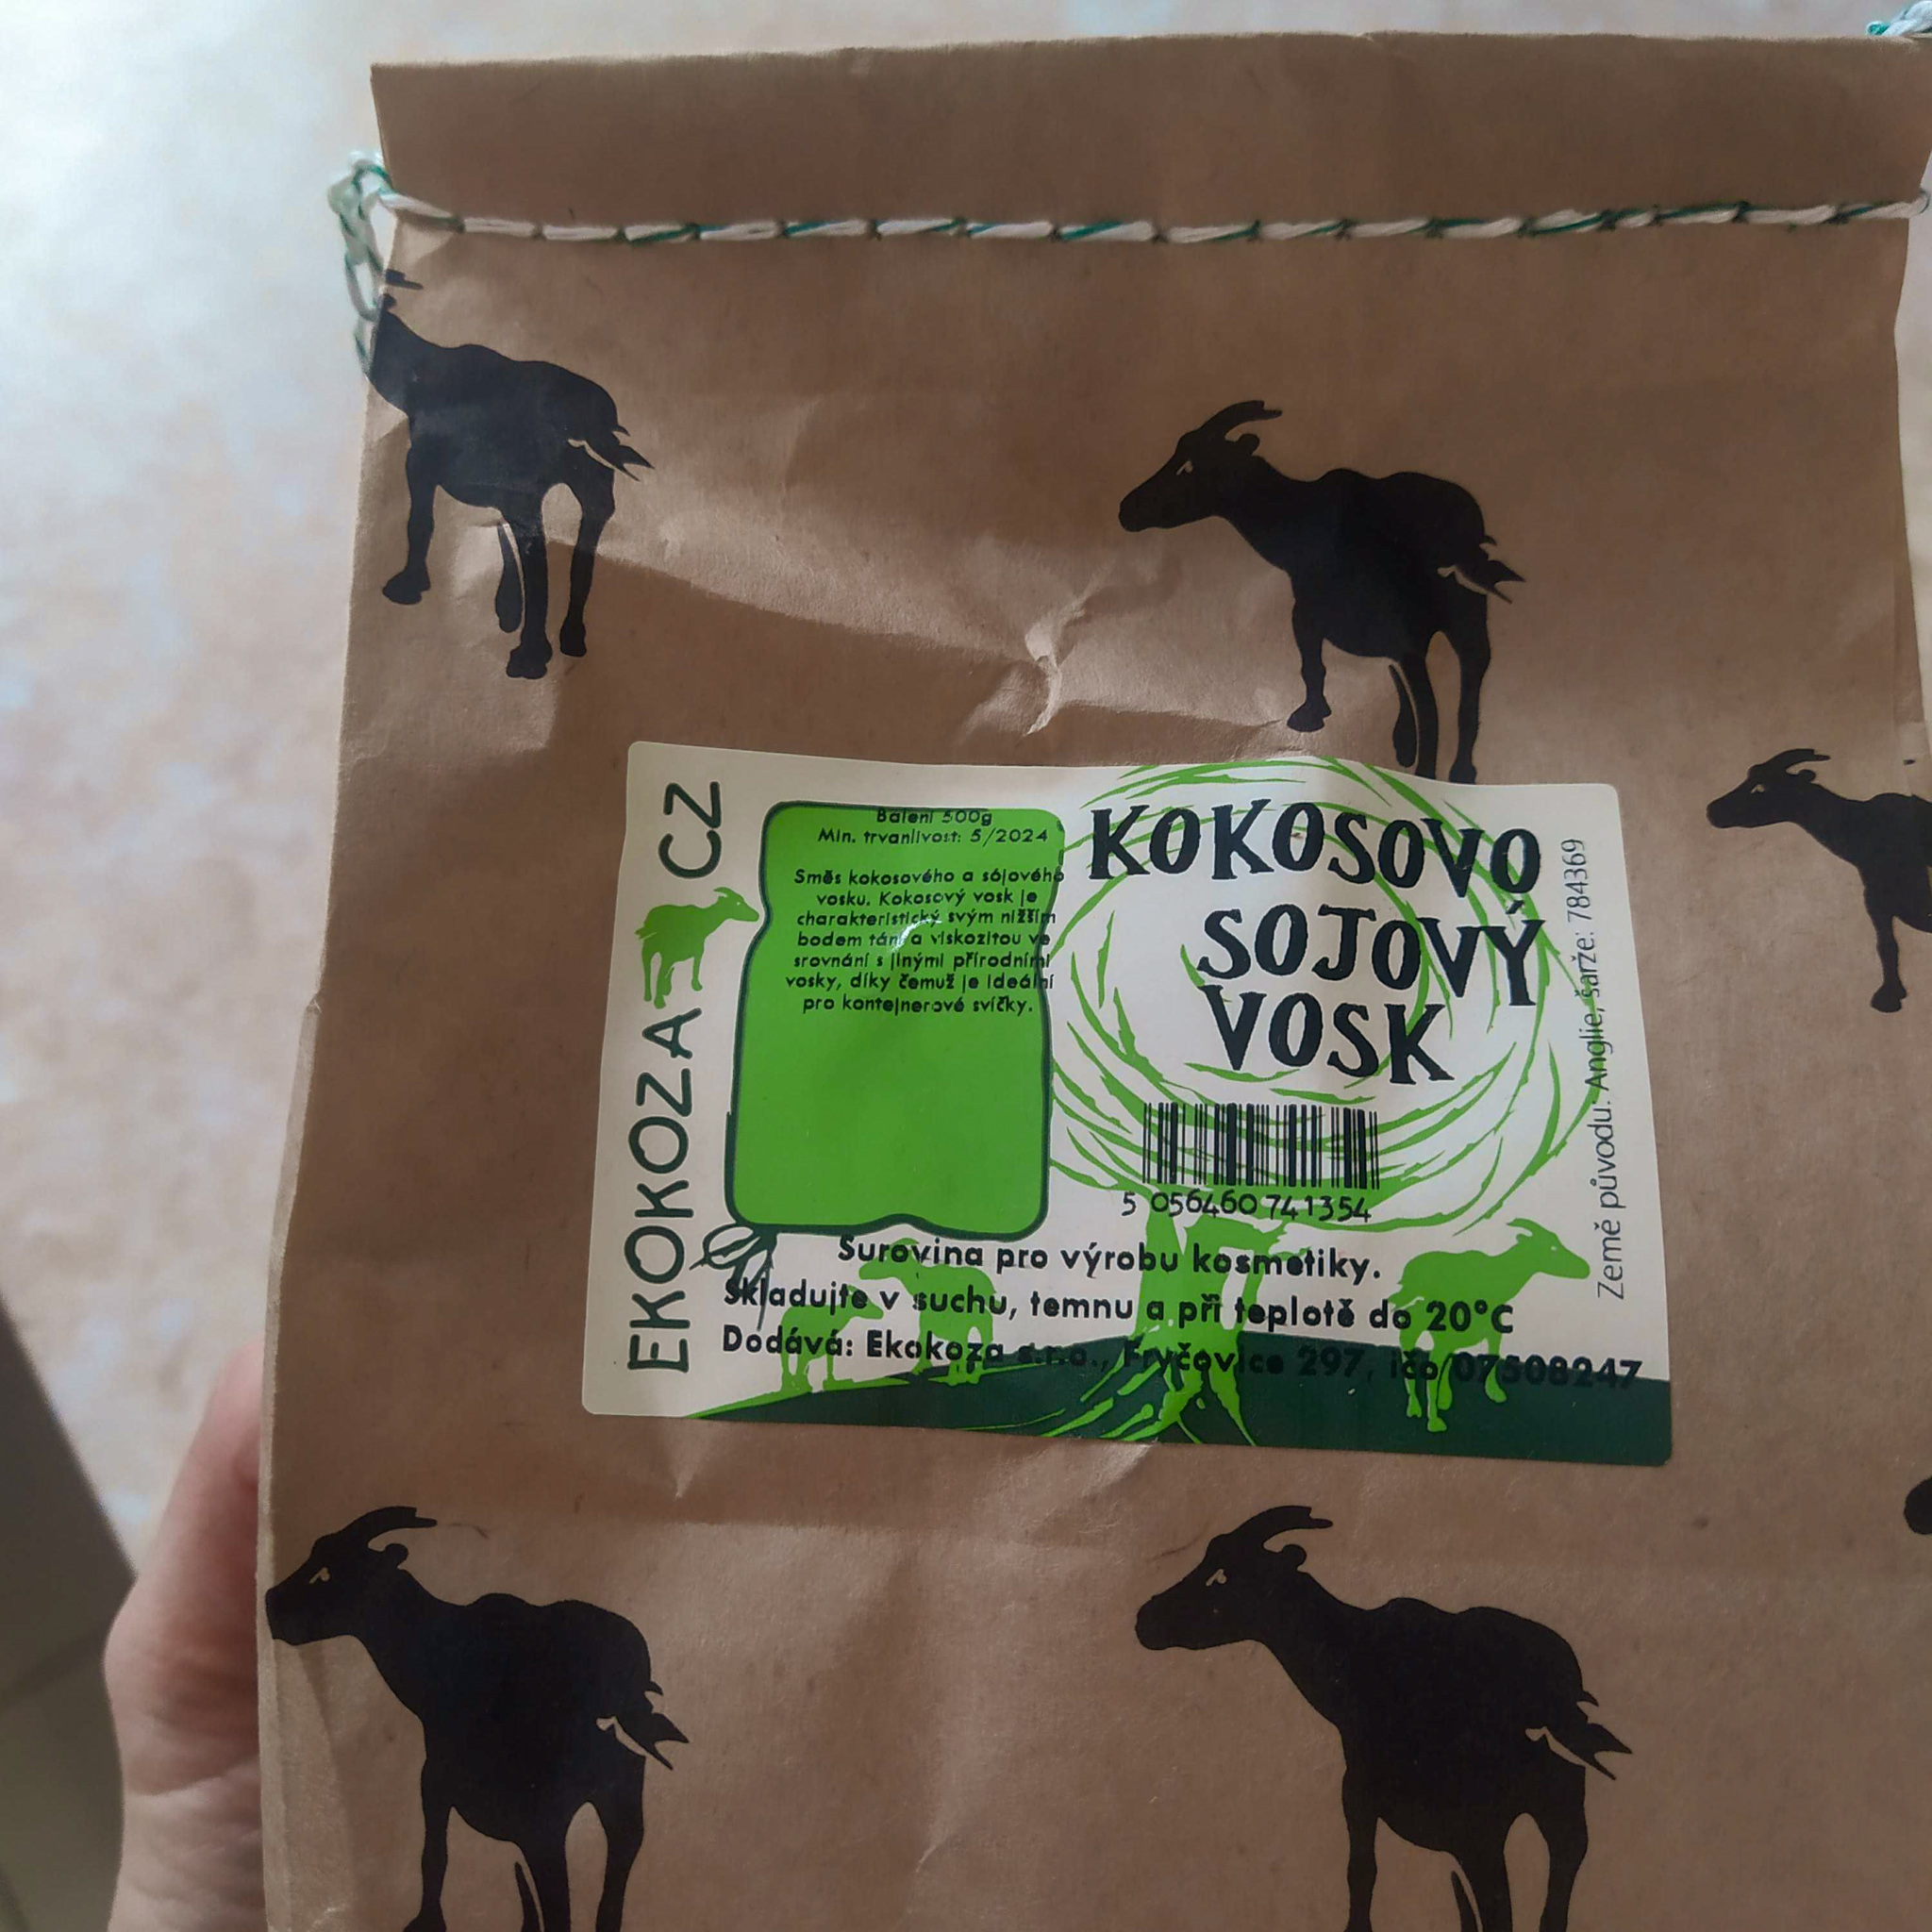 EKOKOZA CZ
Balení 500g
Min. trvanlivost: 5/2024
Směs kokosového a sójového
vosku. Kokosový vosk je
charakteristický svým nižším
bodem tání a viskozitou ve
srovnání s jinými přírodními
vosky, díky čemuž je ideální
pro kontejnerové svíčky.
KOKOSOVO
SOJOVÝ
VOSK
5 056460 741354
Země původu: Anglie, šarže: 784369
Surovina pro výrobu kosmetiky.
Skladujte v suchu, temnu a při teplotě do 20°C
Dodává: Ekokoza s.r.o., Fryčovice 297, ičo 07508247